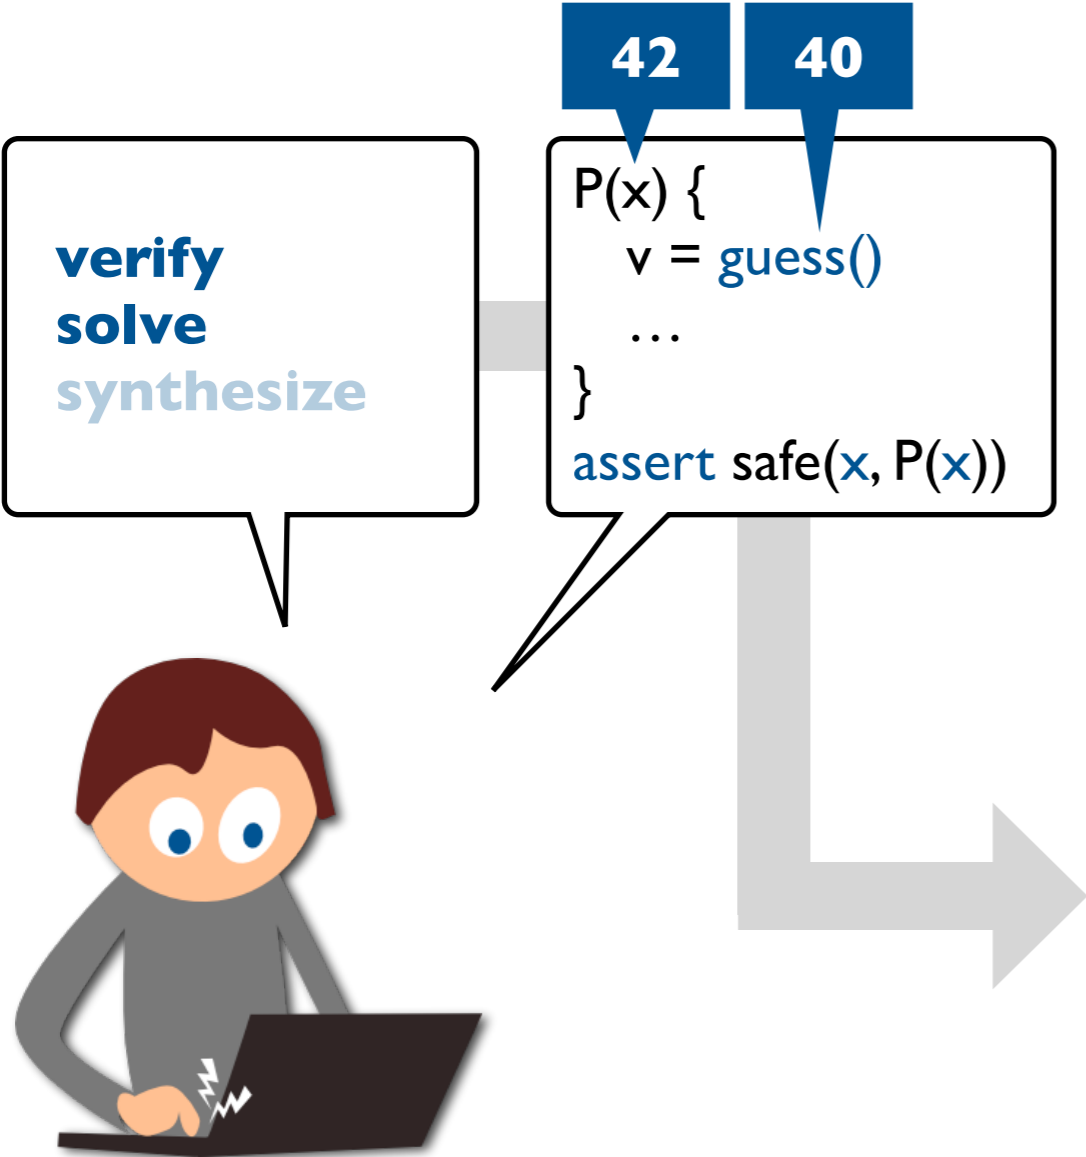 42 40
verify
solve
synthesize
P(x) {
v = guess()
…
}
assert safe(x, P(x))